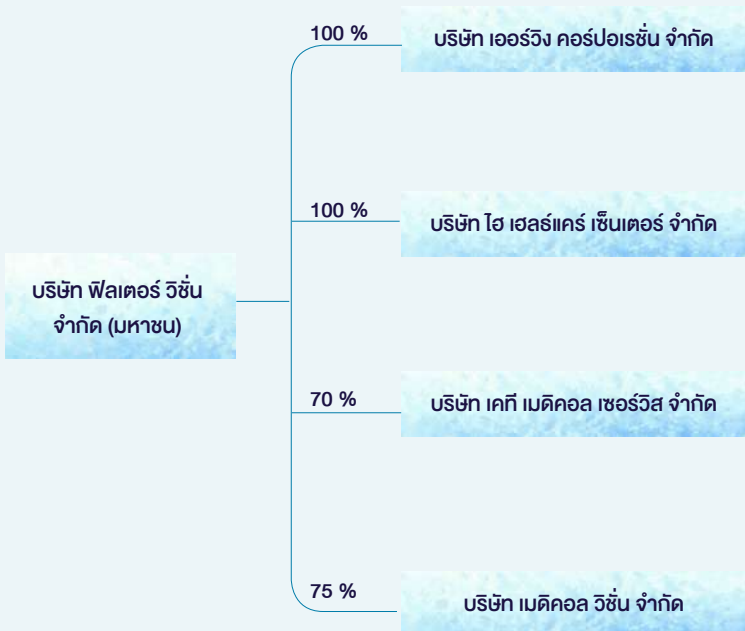 100 %
บริษัท เออร์วิง คอร์ปอเรชั่น จำกัด
100 %
บริษัท ไฮ เฮลธ์แคร์ เซ็นเตอร์ จำกัด
บริษัท ฟิลเตอร์ วิชั่น
จำกัด (มหาชน)
70 %
บริษัท เคที เมดิคอล เซอร์วิส จำกัด
75 %
บริษัท เมดิคอล วิชั่น จำกัด